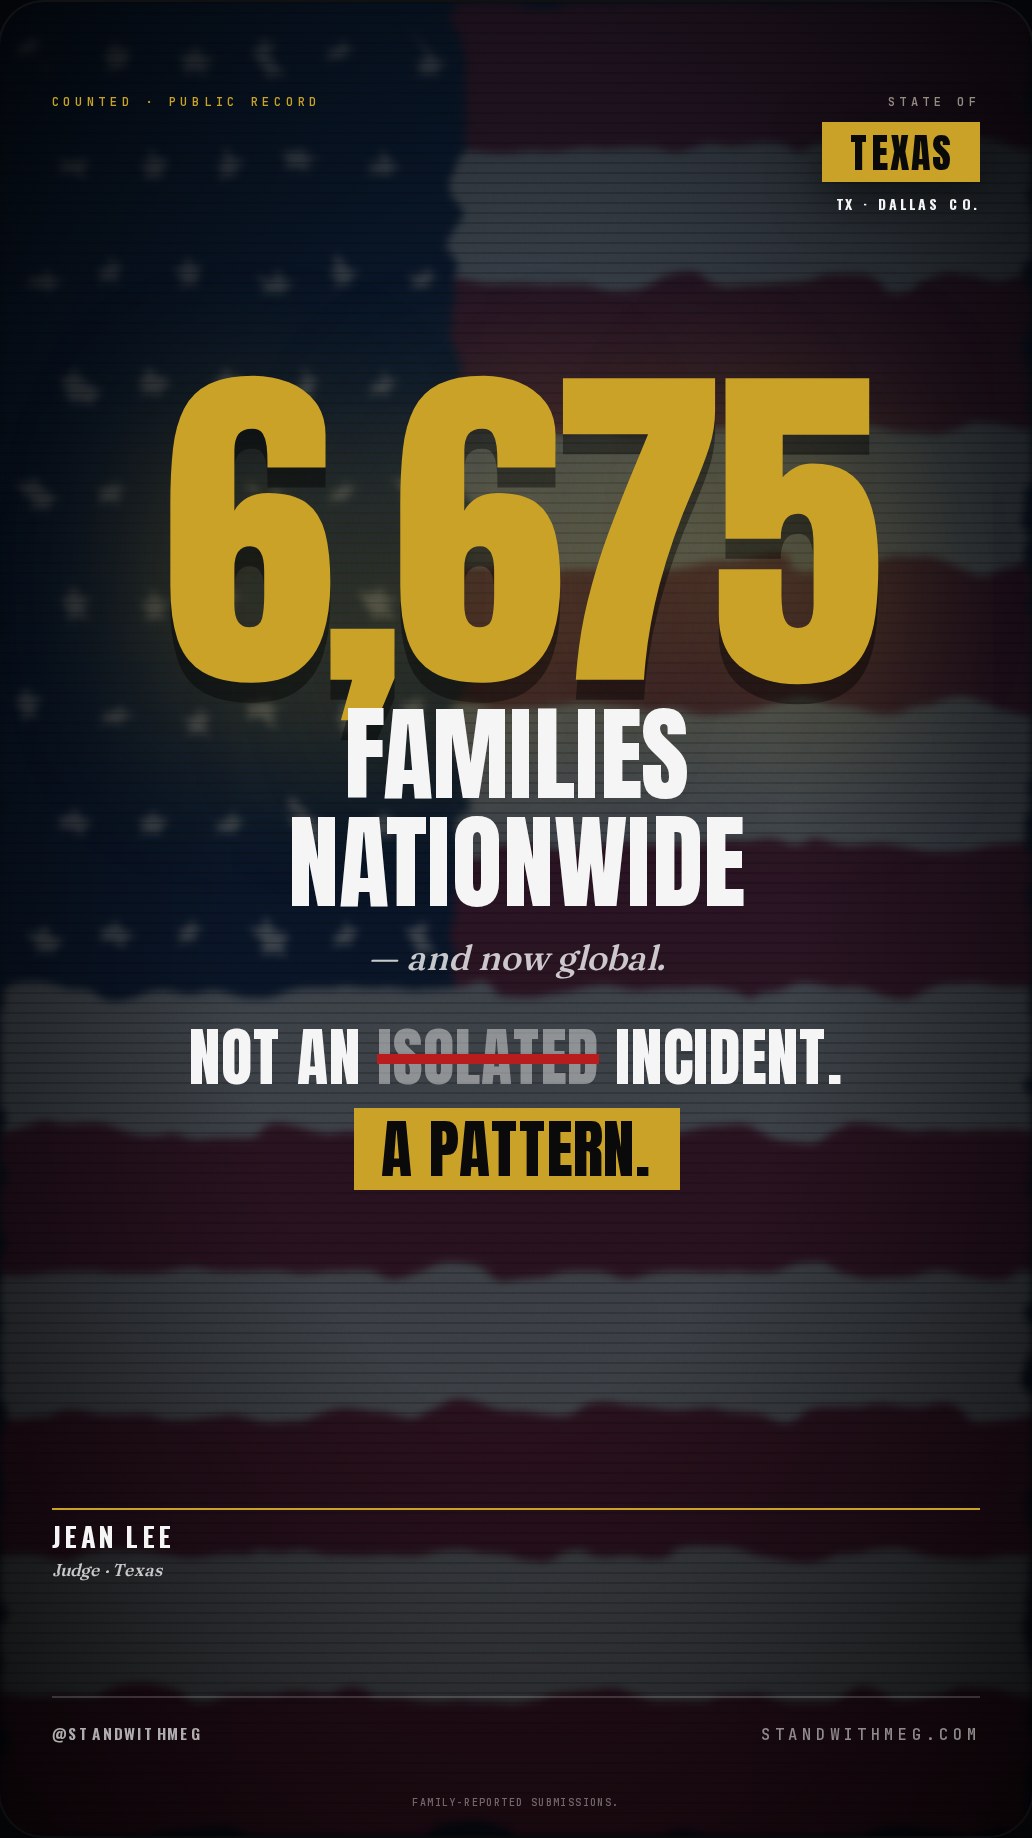 COUNTED · PUBLIC RECORD
STATE OF
TEXAS
TX · DALLAS CO.
6,675
FAMILIES
NATIONWIDE
— and now global.
NOT AN ISOLATED INCIDENT.
A PATTERN.
JEAN LEE
Judge · Texas
@STANDWITHMEG
STANDWITHMEG.COM
FAMILY-REPORTED SUBMISSIONS.